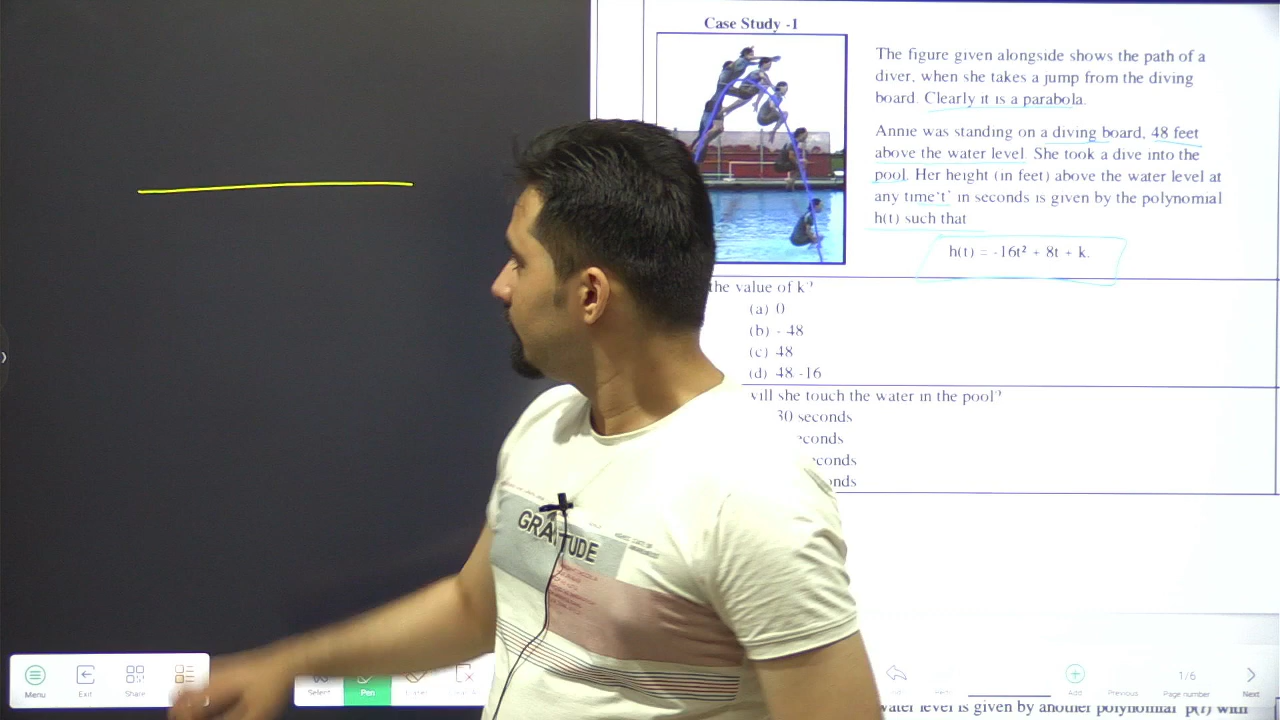 Case Study -1
The figure given alongside shows the path of a
diver, when she takes a jump from the diving
board. Clearly it is a parabola.
Annie was standing on a diving board, 48 feet
above the water level. She took a dive into the
pool. Her height (in feet) above the water level at
any time't' in seconds is given by the polynomial
h(t) such that
h(t) = -16t² + 8t + k.
the value of k?
(a) 0
(b) - 48
(c) 48
(d) 48 -16
will she touch the water in the pool?
30 seconds
seconds
GRATUDE
Menu
Exit
Share
Select
Pen
Add
Previous
1/6
Page number
Next
water level is given by another polynomial p(t) with